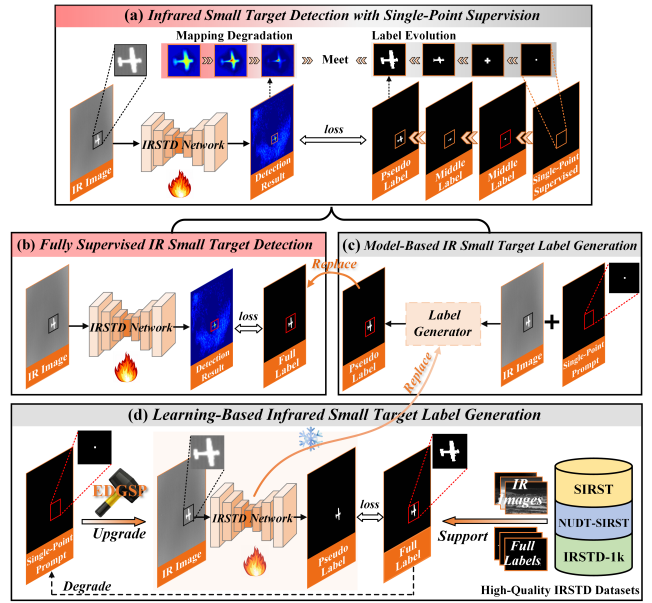 (a) Infrared Small Target Detection with Single-Point Supervision
Mapping Degradation
Label Evolution
Meet
IRSTD Network
loss
IR Image
Detection
Result
Pseudo
Label
Middle
Label
Middle
Label
Single-Point
Supervised
(b) Fully Supervised IR Small Target Detection
IRSTD Network
loss
IR Image
Detection
Result
Full
Label
Replace
(c) Model-Based IR Small Target Label Generation
Label
Generator
+
Pseudo
Label
IR Image
Single-Point
Prompt
Replace
(d) Learning-Based Infrared Small Target Label Generation
EDGSP
Upgrade
IRSTD Network
loss
Support
Single-Point
Prompt
IR Image
Pseudo
Label
Full
Label
Degrade
IR
Images
Full
Labels
SIRST
NUDT-SIRST
IRSTD-1k
High-Quality IRSTD Datasets